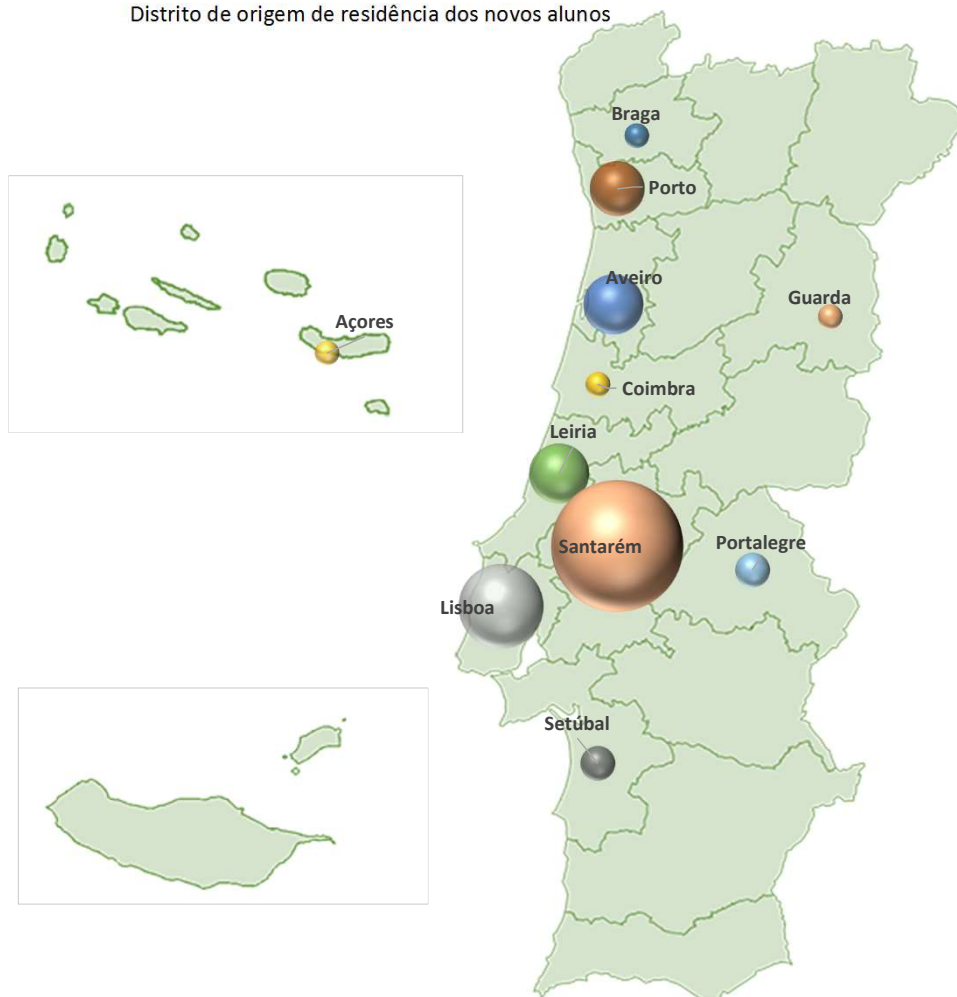 Distrito de origem de residência dos novos alunos
Braga
Porto
Aveiro
Guarda
Açores
Coimbra
Leiria
Santarém
Portalegre
Lisboa
Setúbal